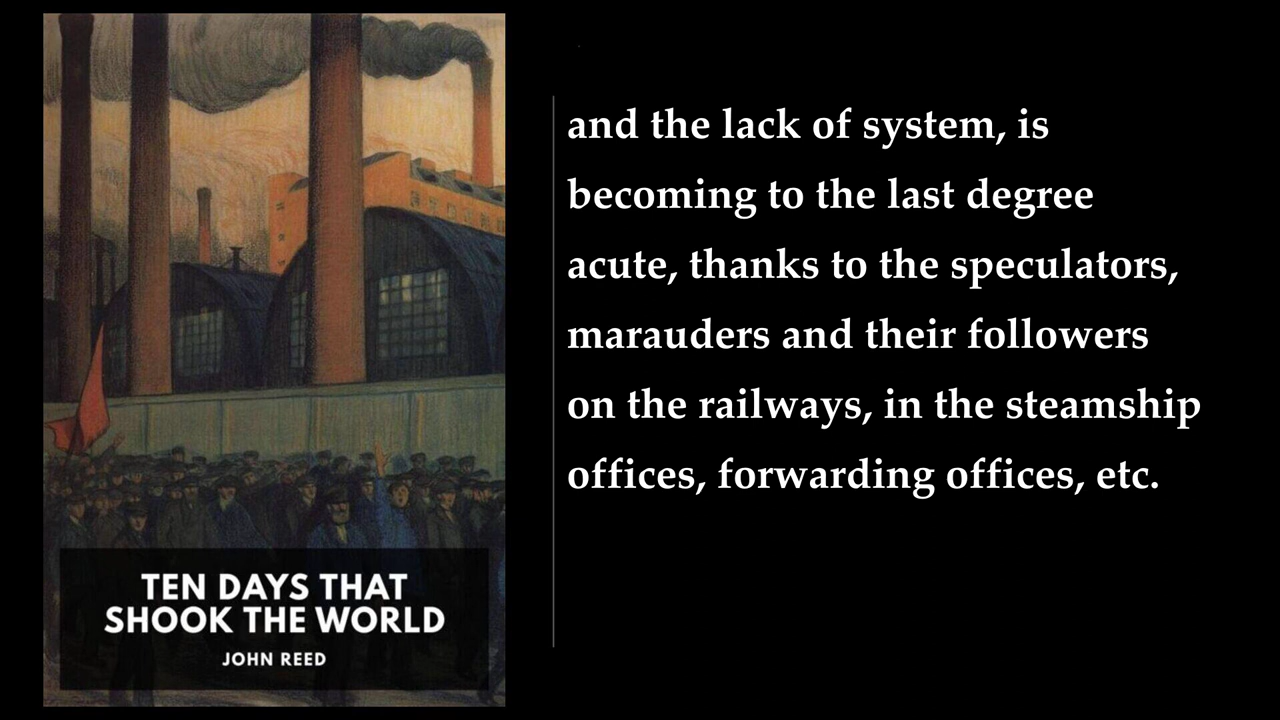 and the lack of system, is
becoming to the last degree
acute, thanks to the speculators,
marauders and their followers
on the railways, in the steamship
offices, forwarding offices, etc.
TEN DAYS THAT
SHOOK THE WORLD
JOHN REED